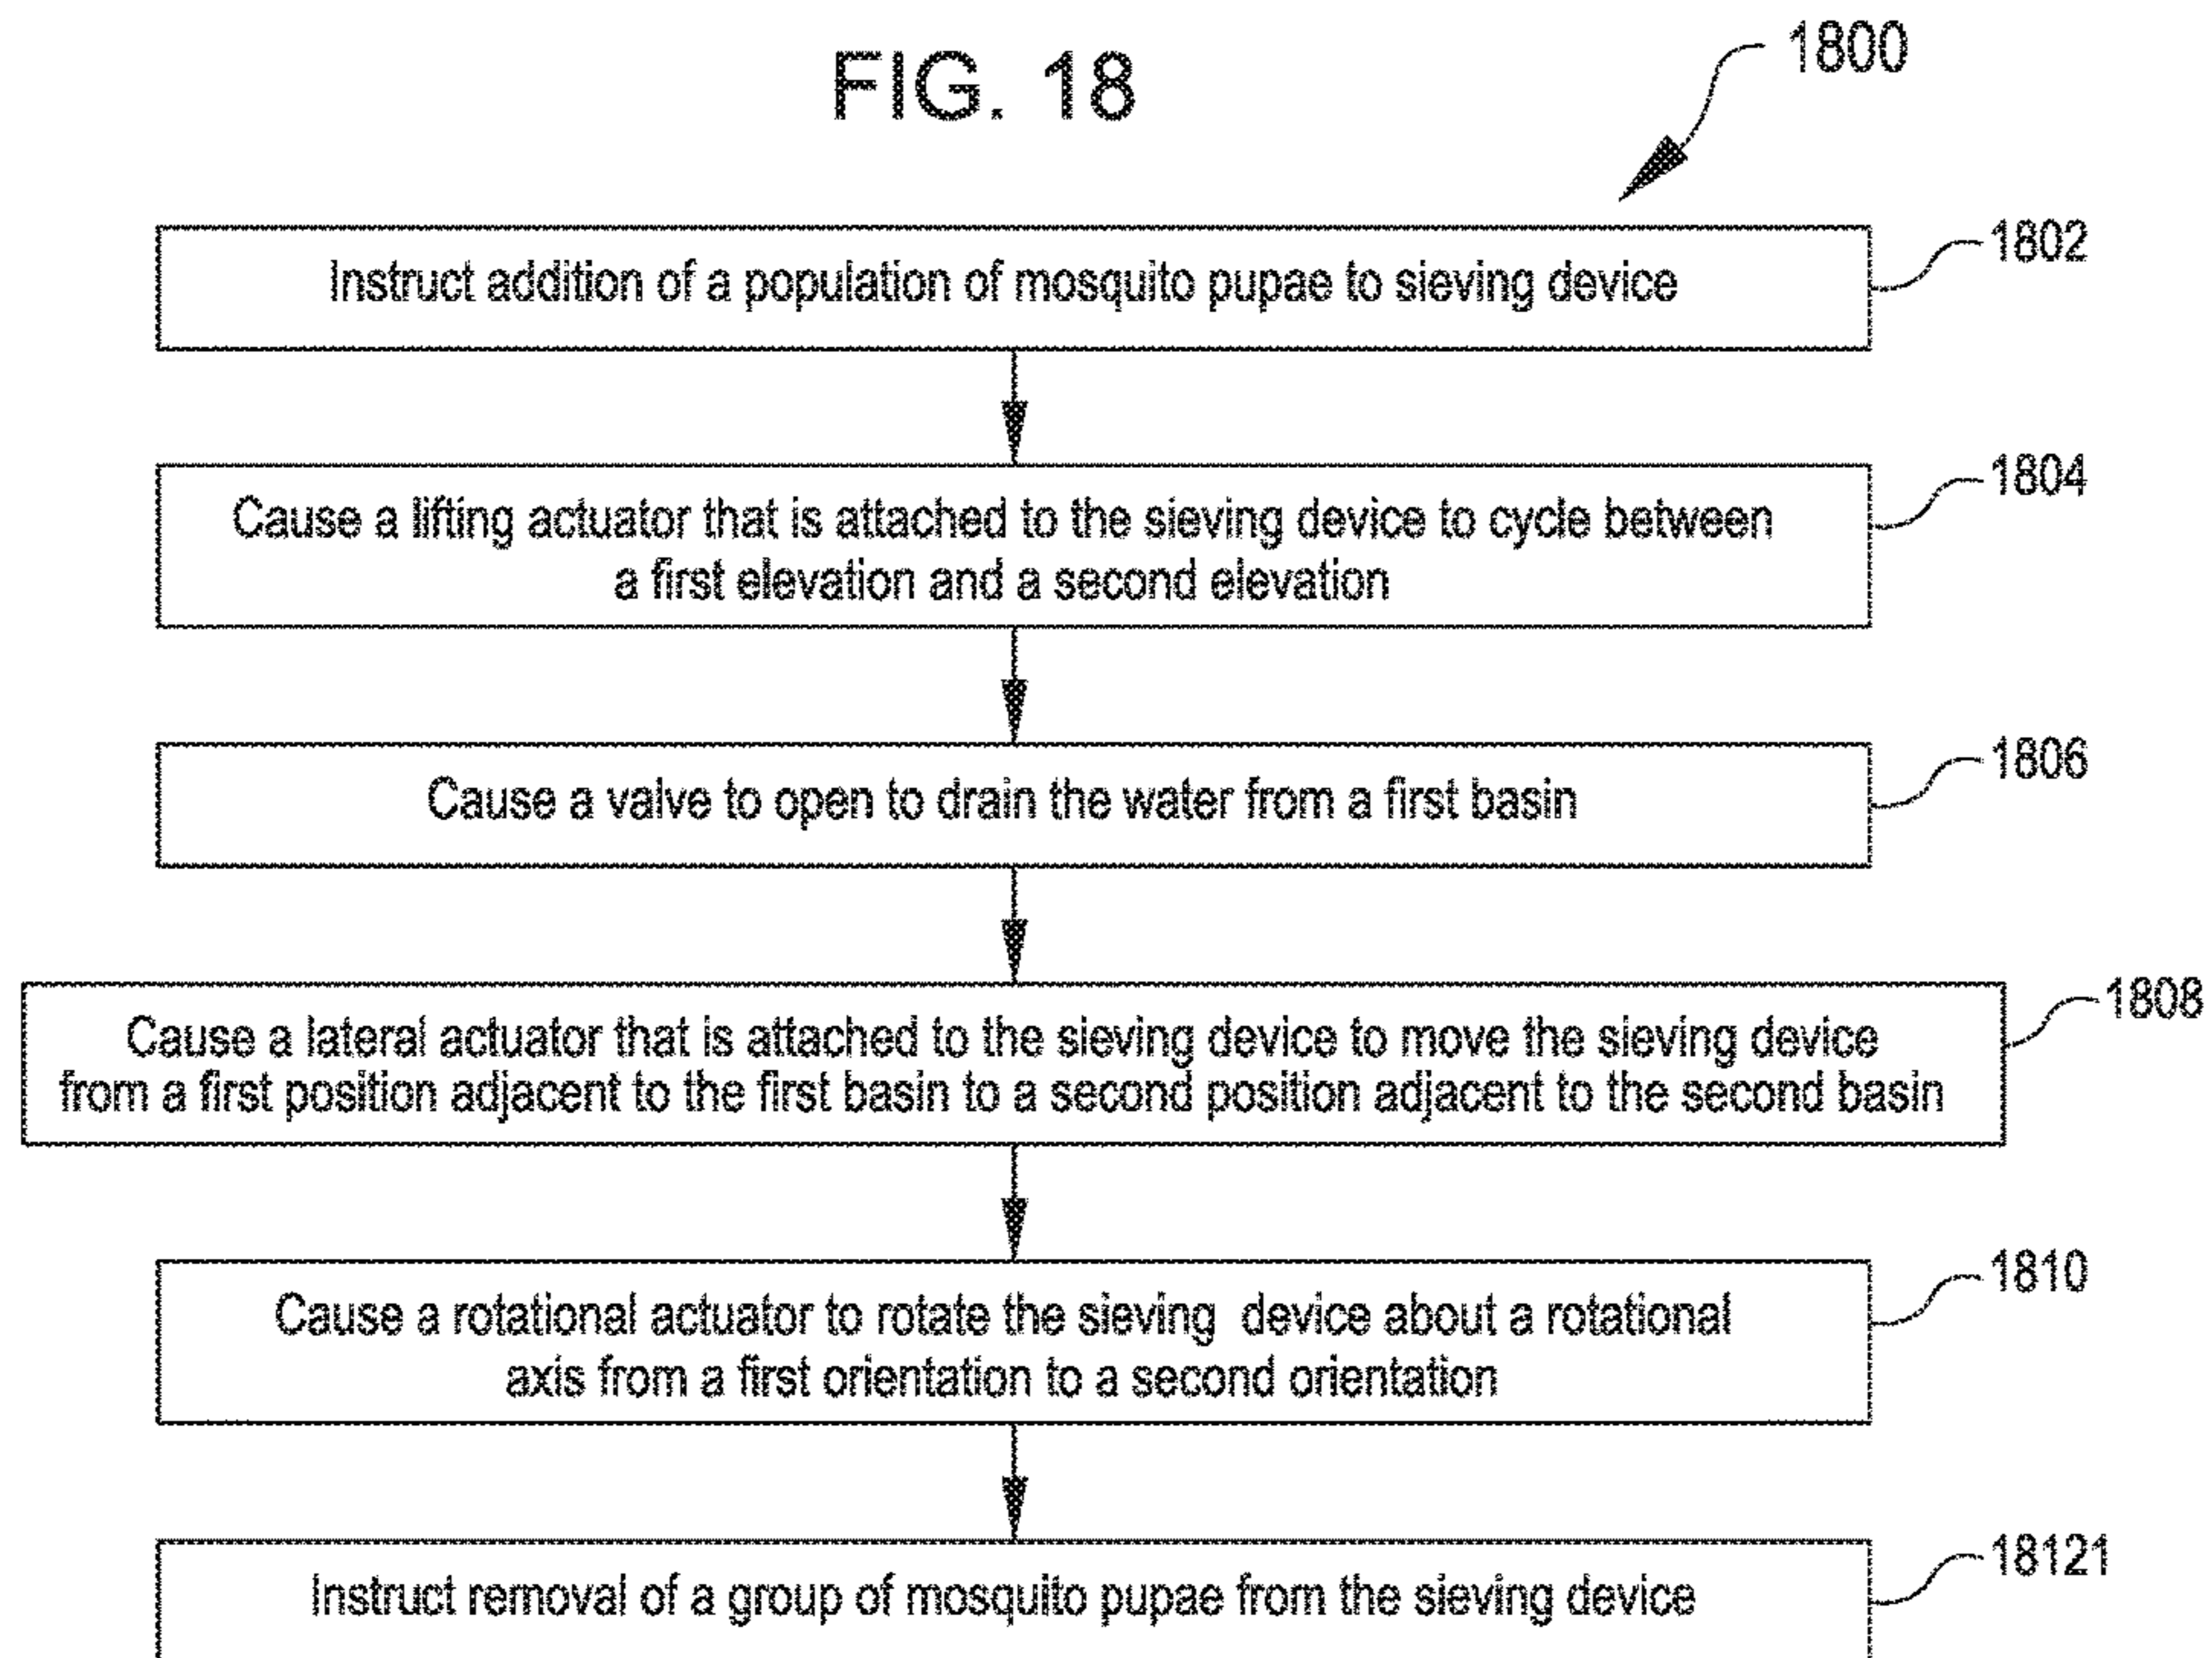 FIG. 18
1800
Instruct addition of a population of mosquito pupae to sieving device
1802
Cause a lifting actuator that is attached to the sieving device to cycle between
a first elevation and a second elevation
1804
Cause a valve to open to drain the water from a first basin
1806
Cause a lateral actuator that is attached to the sieving device to move the sieving device
from a first position adjacent to the first basin to a second position adjacent to the second basin
1808
Cause a rotational actuator to rotate the sieving device about a rotational
axis from a first orientation to a second orientation
1810
Instruct removal of a group of mosquito pupae from the sieving device
18121